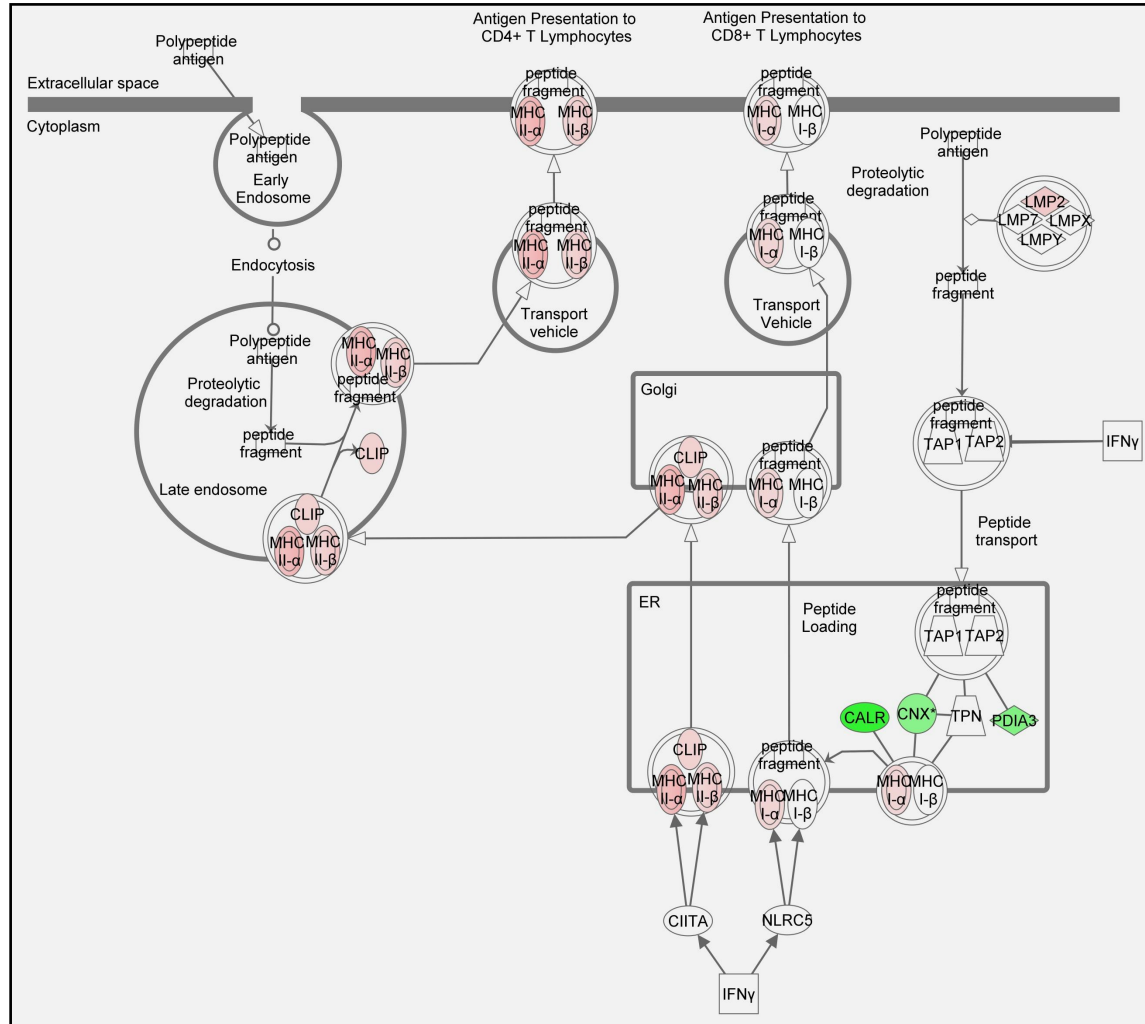 Antigen Presentation to
CD4+ T Lymphocytes
Antigen Presentation to
CD8+ T Lymphocytes
Polypeptide
antigen
Extracellular space
Cytoplasm
Polypeptide
antigen
Early
Endosome
Endocytosis
Polypeptide
antigen
Proteolytic
degradation
peptide
fragment
Late endosome
MHC
II-α
MHC
II-β
peptide
fragment
CLIP
CLIP
MHC
II-α
MHC
II-β
peptide
fragment
MHC
II-α
MHC
II-β
peptide
fragment
MHC
II-α
MHC
II-β
Transport
vehicle
peptide
fragment
MHC
I-α
MHC
I-β
peptide
fragment
MHC
I-α
MHC
I-β
Transport
Vehicle
Golgi
CLIP
MHC
II-α
MHC
II-β
peptide
fragment
MHC
I-α
MHC
I-β
Polypeptide
antigen
Proteolytic
degradation
LMP2
LMP7
LMPX
LMPY
peptide
fragment
peptide
fragment
TAP1
TAP2
IFNγ
Peptide
transport
ER
Peptide
Loading
peptide
fragment
TAP1
TAP2
CALR
CNX*
TPN
PDIA3
CLIP
MHC
II-α
MHC
II-β
peptide
fragment
MHC
I-α
MHC
I-β
MHC
I-α
MHC
I-β
CIITA
NLRC5
IFNγ